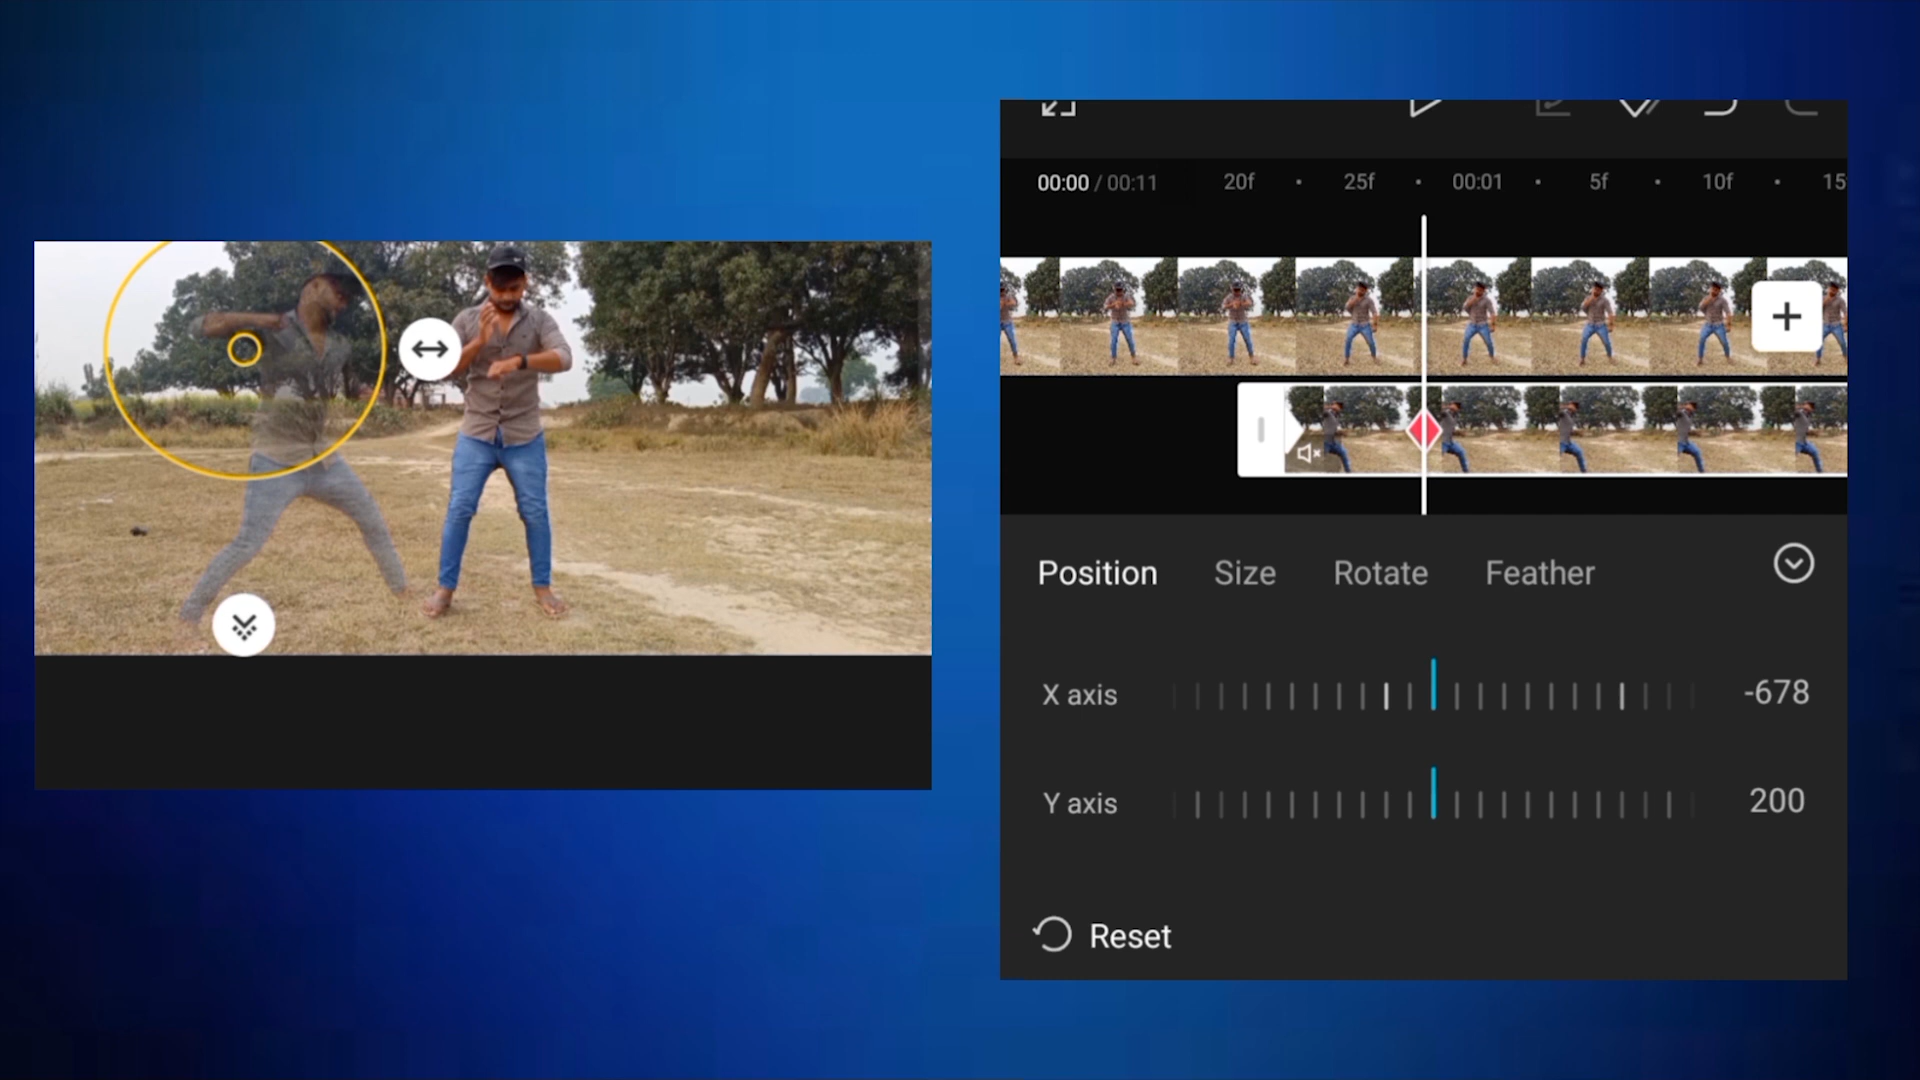 00:00 / 00:11 20f 25f 00:01 5f 10f 15
Position Size Rotate Feather
X axis -678
Y axis 200
Reset